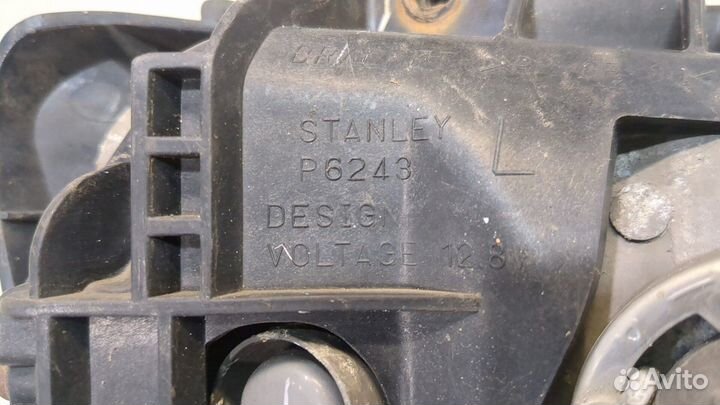 STANLEY L
P6243
DESIGN
VOLTAGE 12.8
Avito